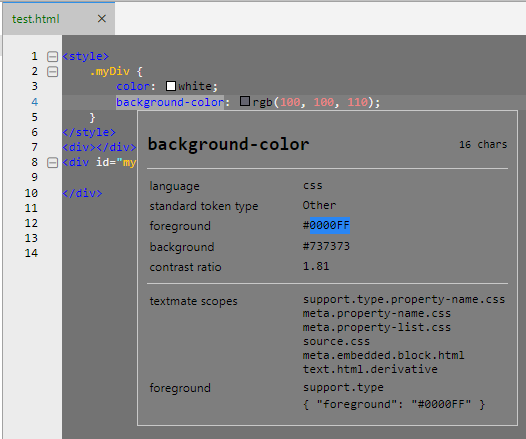 test.html ×
1 <style>
2 .myDiv {
3 color: white;
4 background-color: rgb(100, 100, 110);
5 }
6 </style>
7 <div></div>
8 <div id="my
9
10 </div>
11
12
13
14
background-color 16 chars
language css
standard token type Other
foreground #0000FF
background #737373
contrast ratio 1.81
textmate scopes support.type.property-name.css
meta.property-name.css
meta.property-list.css
source.css
meta.embedded.block.html
text.html.derivative
foreground support.type
{ "foreground": "#0000FF" }